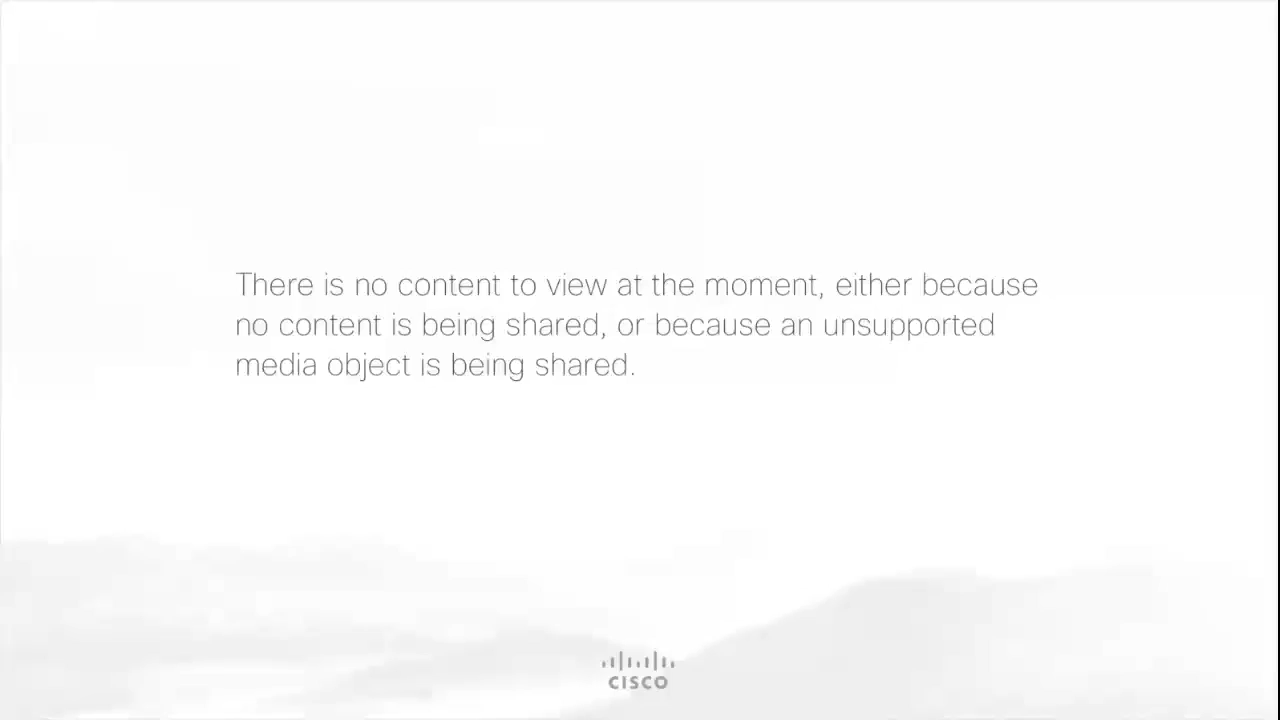 There is no content to view at the moment, either because
no content is being shared, or because an unsupported
media object is being shared.
CISCO